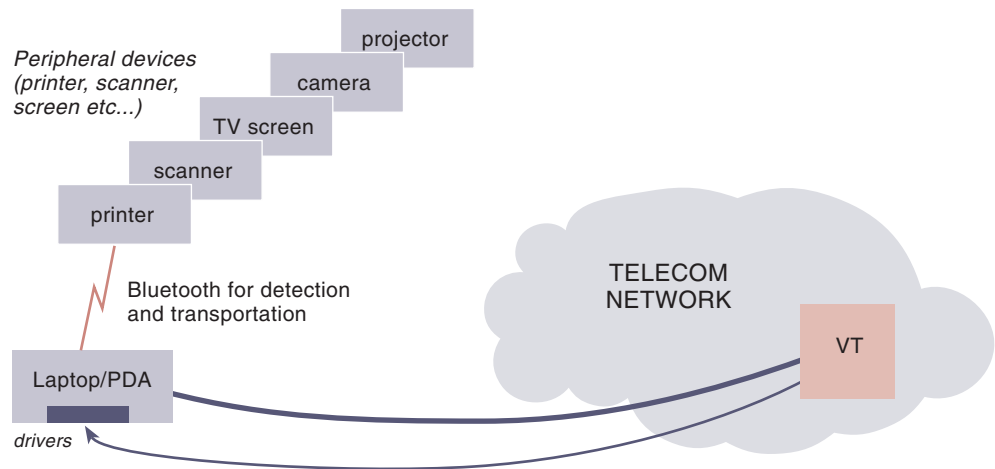 projector
Peripheral devices
(printer, scanner,
screen etc...)
camera
TV screen
scanner
printer
Bluetooth for detection
and transportation
TELECOM
NETWORK
VT
Laptop/PDA
drivers